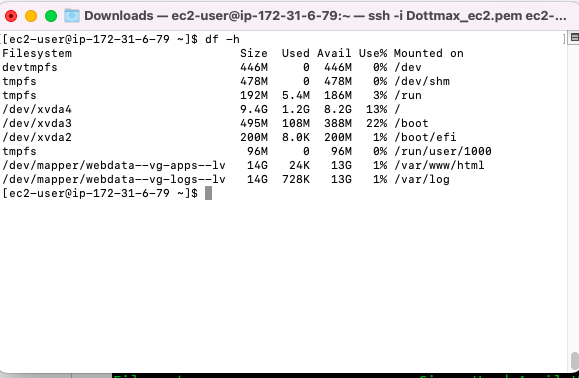 Downloads — ec2-user@ip-172-31-6-79:~ — ssh -i Dottmax_ec2.pem ec2-...
[[ec2-user@ip-172-31-6-79 ~]$ df -h ]
Filesystem Size Used Avail Use% Mounted on
devtmpfs 446M 0 446M 0% /dev
tmpfs 478M 0 478M 0% /dev/shm
tmpfs 192M 5.4M 186M 3% /run
/dev/xvda4 9.4G 1.2G 8.2G 13% /
/dev/xvda3 495M 108M 388M 22% /boot
/dev/xvda2 200M 8.0K 200M 1% /boot/efi
tmpfs 96M 0 96M 0% /run/user/1000
/dev/mapper/webdata--vg-apps--lv 14G 24K 13G 1% /var/www/html
/dev/mapper/webdata--vg-logs--lv 14G 728K 13G 1% /var/log
[ec2-user@ip-172-31-6-79 ~]$